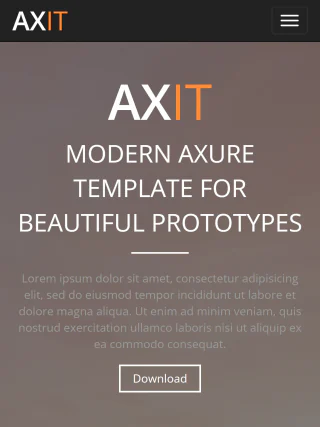 AXIT
AXIT
MODERN AXURE
TEMPLATE FOR
BEAUTIFUL PROTOTYPES
Lorem ipsum dolor sit amet, consectetur adipisicing
elit, sed do eiusmod tempor incididunt ut labore et
dolore magna aliqua. Ut enim ad minim veniam, quis
nostrud exercitation ullamco laboris nisi ut aliquip ex
ea commodo consequat.
Download